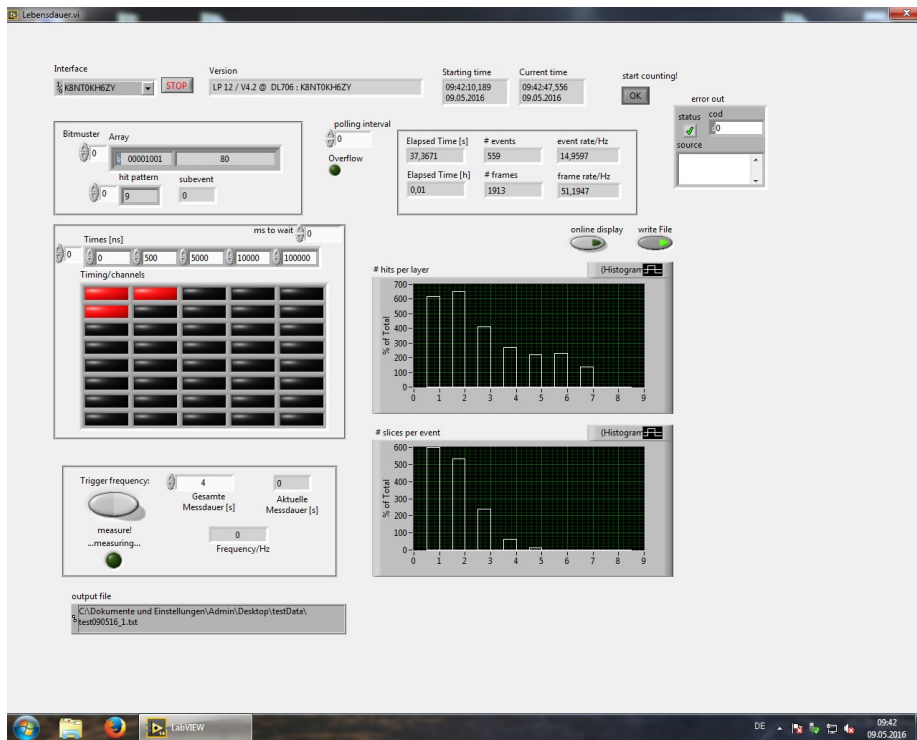 Lebensdauer.vi
Interface
K8NT0KH6ZY
STOP
Version
LP 12 / V4.2 @ DL706 : K8NT0KH6ZY
Starting time
09:42:10,189
09.05.2016
Current time
09:42:47,556
09.05.2016
start counting!
OK
error out
status cod
0
source
Bitmuster
0
Array
00001001 80
hit pattern
0 9
subevent
0
polling interval
0
Overflow
Elapsed Time [s] # events event rate/Hz
37,3671 559 14,9597
Elapsed Time [h] # frames frame rate/Hz
0,01 1913 51,1947
online display write File
ms to wait 0
Times [ns]
0 0 500 5000 10000 100000
Timing/channels
# hits per layer
(Histogram
% of Total
700
600
500
400
300
200
100
0
0 1 2 3 4 5 6 7 8 9
# slices per event
(Histogram
% of Total
600
500
400
300
200
100
0
0 1 2 3 4 5 6 7 8 9
Trigger frequency:
measure!
...measuring...
4
Gesamte
Messdauer [s]
0
Aktuelle
Messdauer [s]
0
Frequency/Hz
output file
C:\Dokumente und Einstellungen\Admin\Desktop\testData\
test090516_1.txt
LabVIEW
DE
09:42
09.05.2016